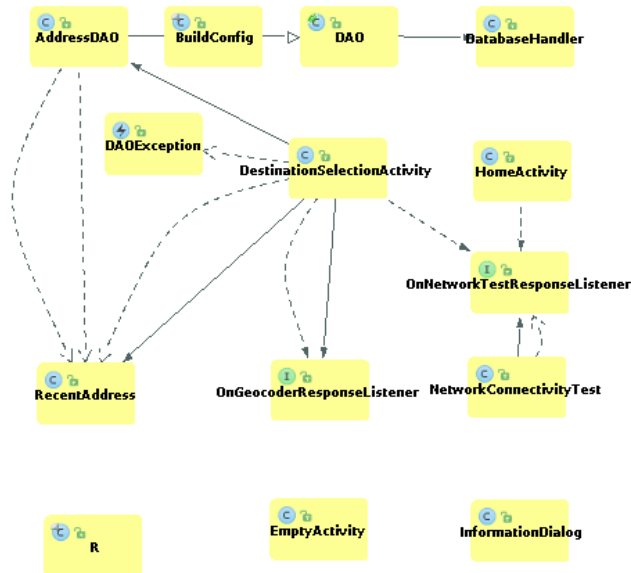 AddressDAO
BuildConfig
DAO
DatabaseHandler
DAOException
DestinationSelectionActivity
HomeActivity
OnNetworkTestResponseListener
RecentAddress
OnGeocoderResponseListener
NetworkConnectivityTest
R
EmptyActivity
InformationDialog